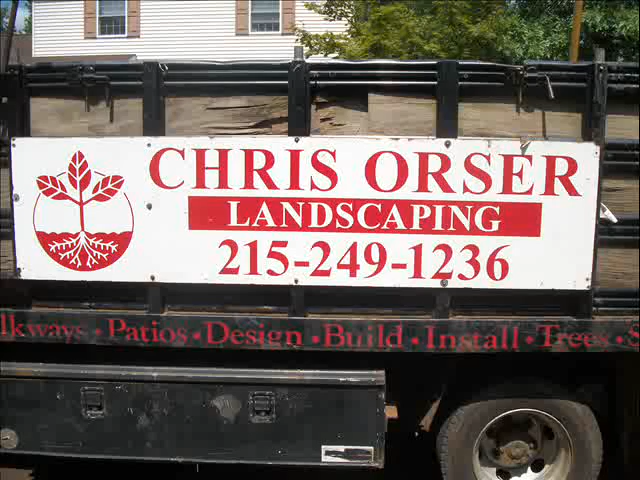 CHRIS ORSER
LANDSCAPING
215-249-1236
lkways • Patios • Design • Build • Install • Trees • S